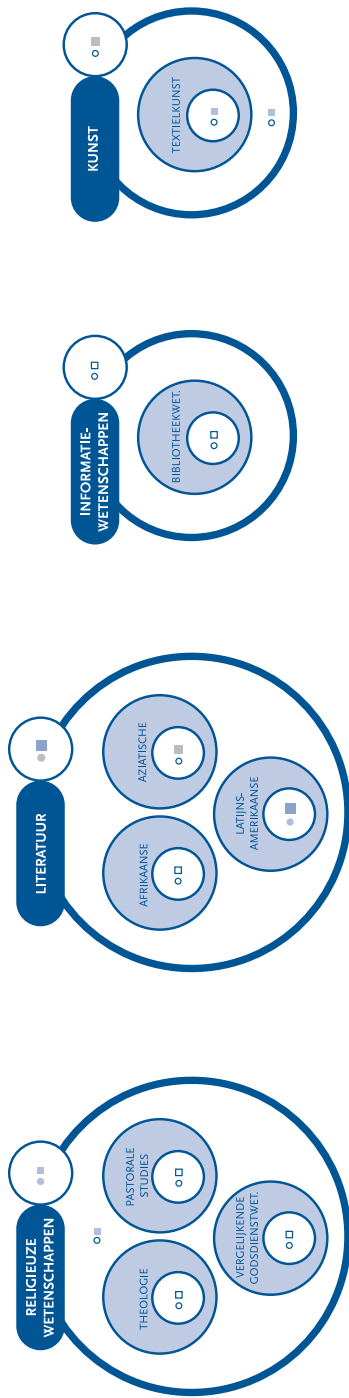 RELIGIEUZE
WETENSCHAPPEN
THEOLOGIE
PASTORALE
STUDIES
VERGELIJKENDE
GODSDIENSTWET.
LITERATUUR
AFRIKAANSE
AZIATISCHE
LATIJNS-
AMERIKAANSE
INFORMATIE-
WETENSCHAPPEN
BIBLIOTHEEKWET.
KUNST
TEXTIELKUNST